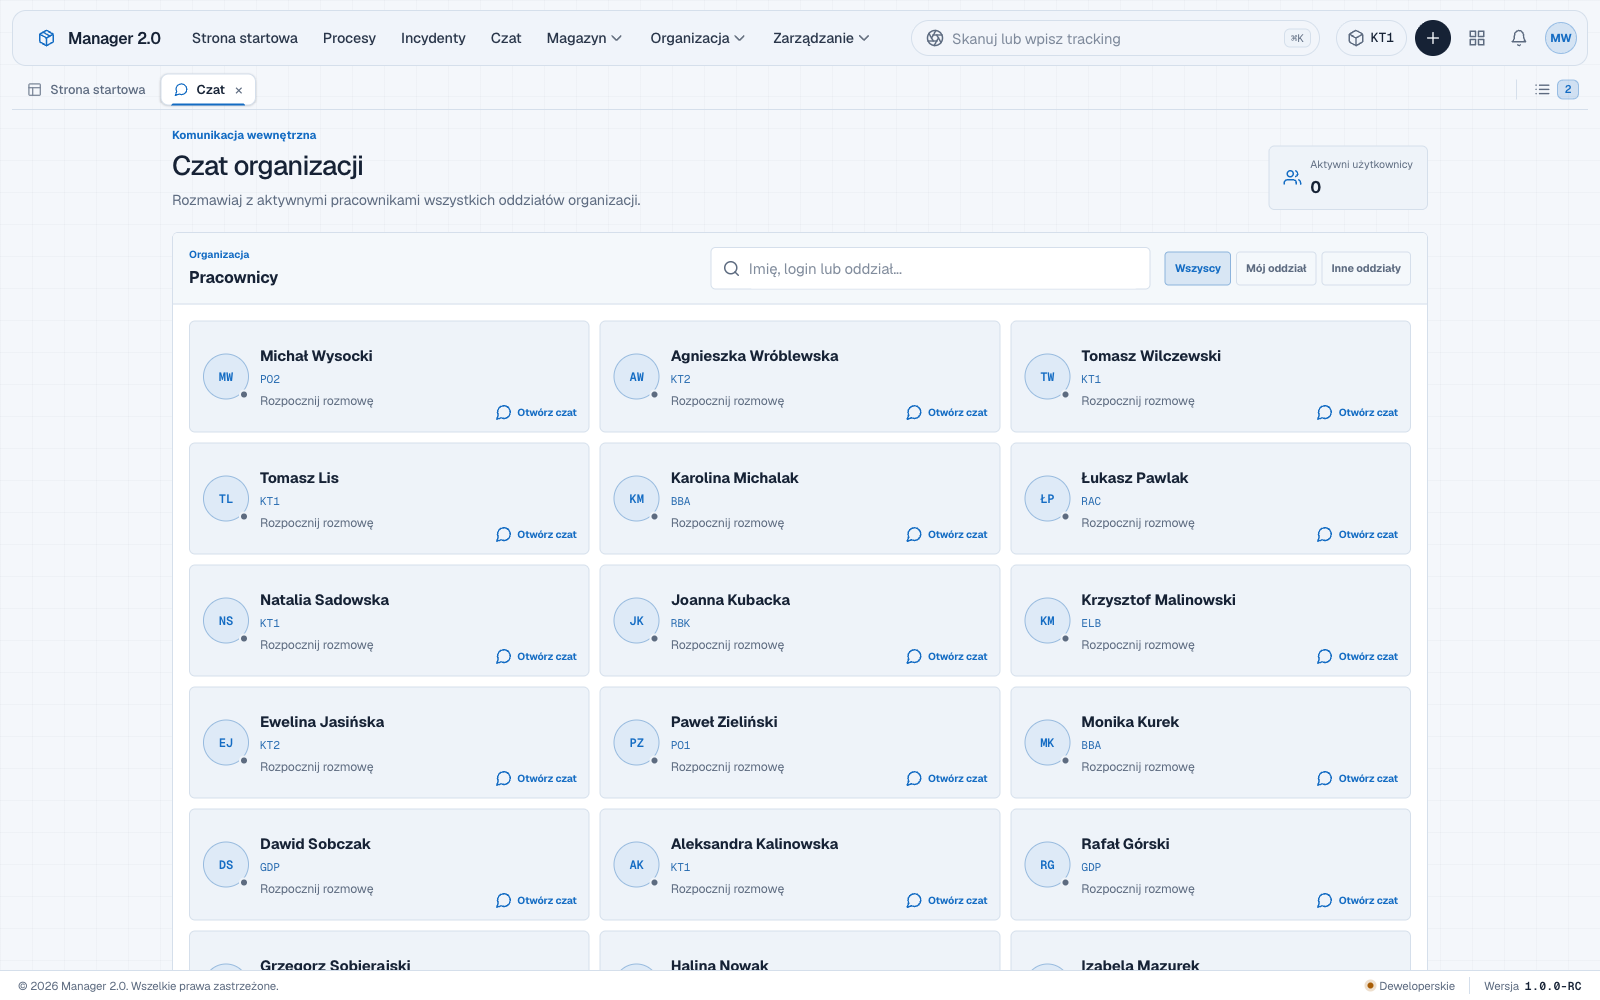 Manager 2.0 Strona startowa Procesy Incydenty Czat Magazyn Organizacja Zarządzanie Skanuj lub wpisz tracking ⌘K KT1 MW
Strona startowa Czat × 2
Komunikacja wewnętrzna
Czat organizacji
Rozmawiaj z aktywnymi pracownikami wszystkich oddziałów organizacji.
Aktywni użytkownicy
0
Organizacja
Pracownicy
Imię, login lub oddział...
Wszyscy Mój oddział Inne oddziały
MW
Michał Wysocki
PO2
Rozpocznij rozmowę
Otwórz czat
AW
Agnieszka Wróblewska
KT2
Rozpocznij rozmowę
Otwórz czat
TW
Tomasz Wilczewski
KT1
Rozpocznij rozmowę
Otwórz czat
TL
Tomasz Lis
KT1
Rozpocznij rozmowę
Otwórz czat
KM
Karolina Michalak
BBA
Rozpocznij rozmowę
Otwórz czat
ŁP
Łukasz Pawlak
RAC
Rozpocznij rozmowę
Otwórz czat
NS
Natalia Sadowska
KT1
Rozpocznij rozmowę
Otwórz czat
JK
Joanna Kubacka
RBK
Rozpocznij rozmowę
Otwórz czat
KM
Krzysztof Malinowski
ELB
Rozpocznij rozmowę
Otwórz czat
EJ
Ewelina Jasińska
KT2
Rozpocznij rozmowę
Otwórz czat
PZ
Paweł Zieliński
PO1
Rozpocznij rozmowę
Otwórz czat
MK
Monika Kurek
BBA
Rozpocznij rozmowę
Otwórz czat
DS
Dawid Sobczak
GDP
Rozpocznij rozmowę
Otwórz czat
AK
Aleksandra Kalinowska
KT1
Rozpocznij rozmowę
Otwórz czat
RG
Rafał Górski
GDP
Rozpocznij rozmowę
Otwórz czat
Grzegorz Sobierajski
Halina Nowak
Izabela Mazurek
© 2026 Manager 2.0. Wszelkie prawa zastrzeżone.
Deweloperskie Wersja 1.0.0-RC